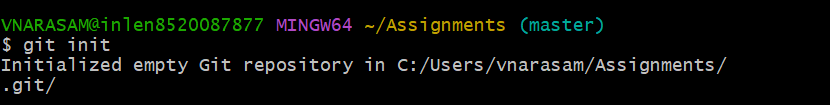 VNARASAM@inlen8520087877 MINGW64 ~/Assignments (master)
$ git init
Initialized empty Git repository in C:/Users/vnarasam/Assignments/
.git/